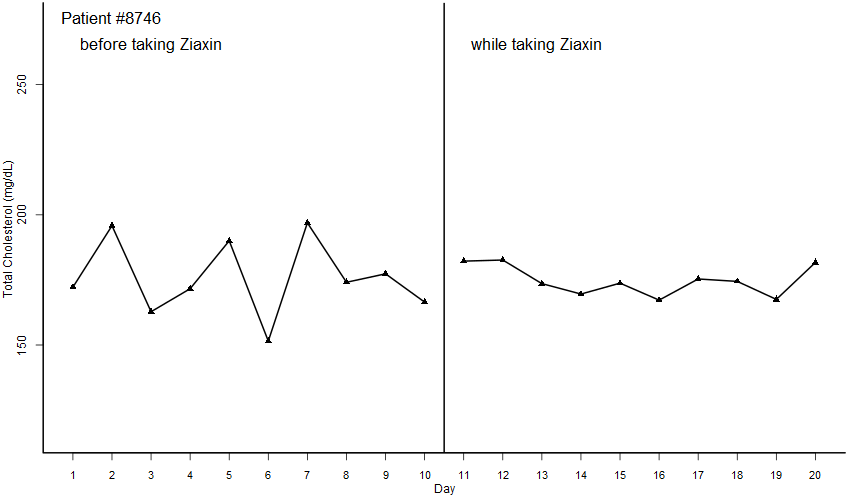 Patient #8746
before taking Ziaxin
while taking Ziaxin
250
200
150
Total Cholesterol (mg/dL)
1 2 3 4 5 6 7 8 9 10 11 12 13 14 15 16 17 18 19 20
Day